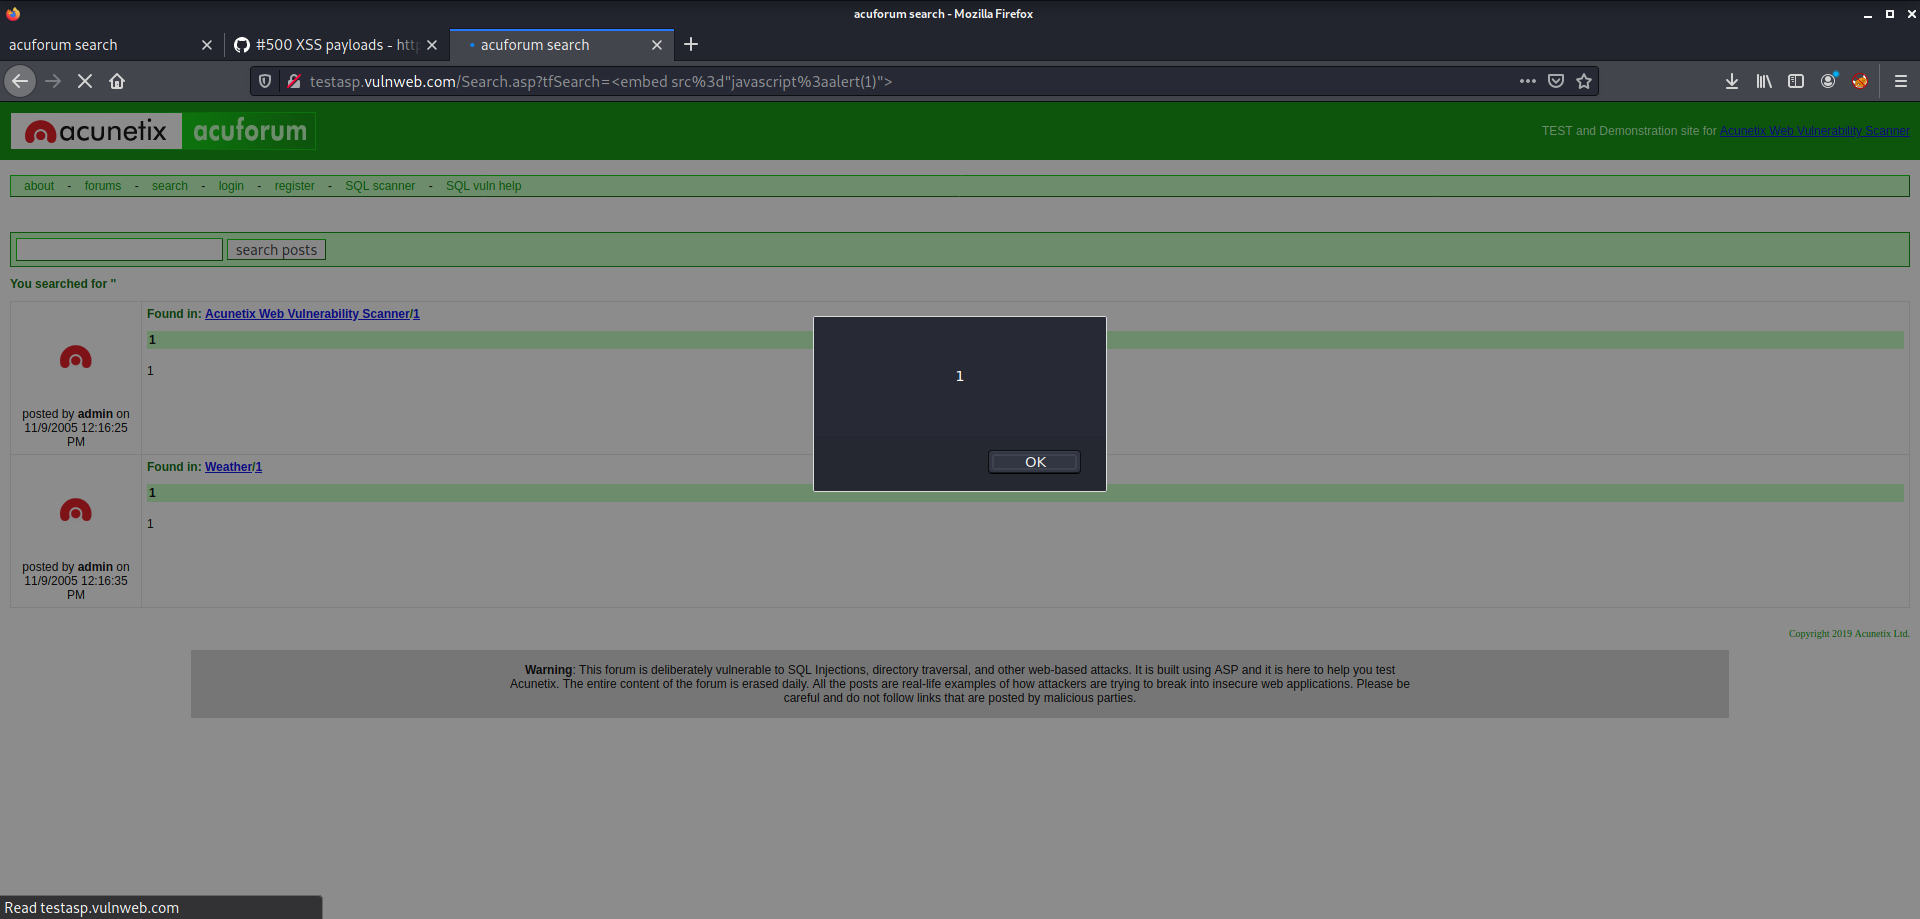 acuforum search - Mozilla Firefox
acuforum search
#500 XSS payloads - http
acuforum search
testasp.vulnweb.com/Search.asp?tfSearch=<embed src%3d"javascript%3aalert(1)">
acunetix acuforum
TEST and Demonstration site for Acunetix Web Vulnerability Scanner
about - forums - search - login - register - SQL scanner - SQL vuln help
search posts
You searched for "
Found in: Acunetix Web Vulnerability Scanner/1
1
1
posted by admin on
11/9/2005 12:16:25
PM
1
OK
Found in: Weather/1
1
1
posted by admin on
11/9/2005 12:16:35
PM
Copyright 2019 Acunetix Ltd.
Warning: This forum is deliberately vulnerable to SQL Injections, directory traversal, and other web-based attacks. It is built using ASP and it is here to help you test
Acunetix. The entire content of the forum is erased daily. All the posts are real-life examples of how attackers are trying to break into insecure web applications. Please be
careful and do not follow links that are posted by malicious parties.
Read testasp.vulnweb.com